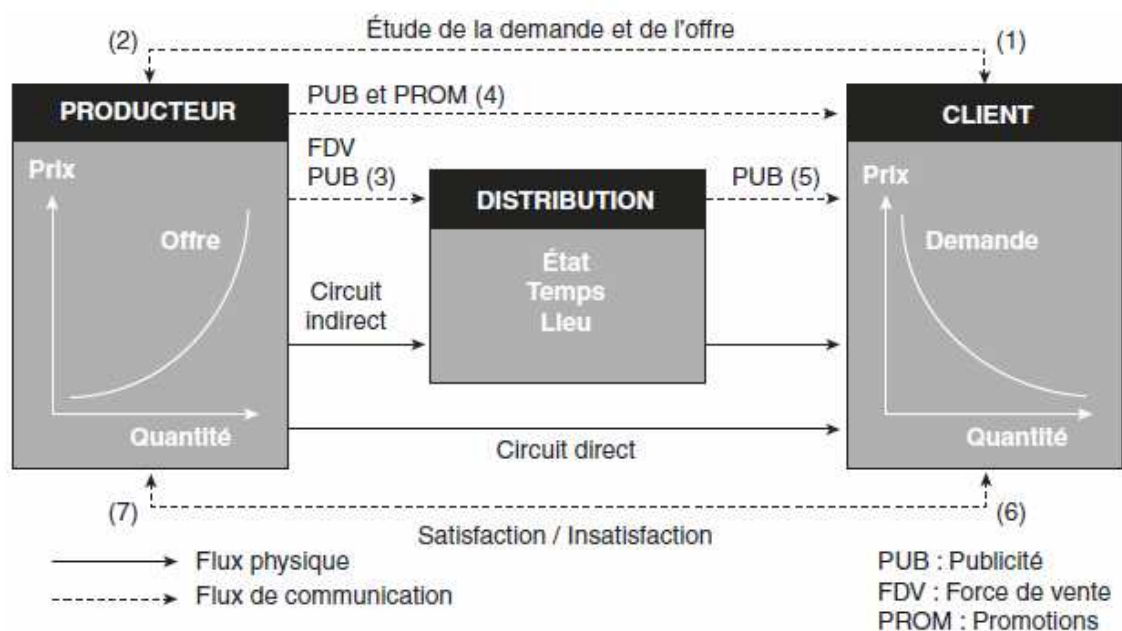 Étude de la demande et de l'offre
(2)
(1)
PRODUCTEUR
PUB et PROM (4)
CLIENT
Prix
Offre
Quantité
FDV
PUB (3)
DISTRIBUTION
État
Temps
Lieu
PUB (5)
Prix
Demande
Quantité
Circuit
indirect
Circuit direct
(7)
(6)
Satisfaction / Insatisfaction
Flux physique
Flux de communication
PUB : Publicité
FDV : Force de vente
PROM : Promotions